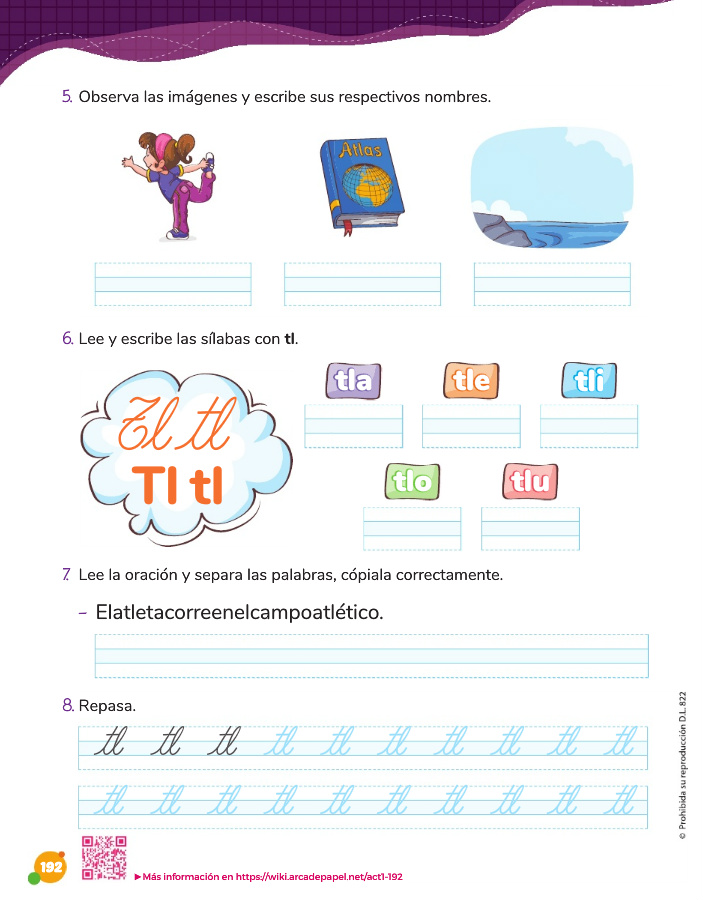 5. Observa las imágenes y escribe sus respectivos nombres.
Atlas
6. Lee y escribe las sílabas con tl.
tla tle tli
Tl tl
Tl tl
tlo tlu
7. Lee la oración y separa las palabras, cópiala correctamente.
– Elatletacorreenelcampoatlético.
8. Repasa.
tl tl tl tl tl tl tl tl tl tl
tl tl tl tl tl tl tl tl tl tl
192
▶Más información en https://wiki.arcadepapel.net/act1-192
© Prohibida su reproducción D.L. 822